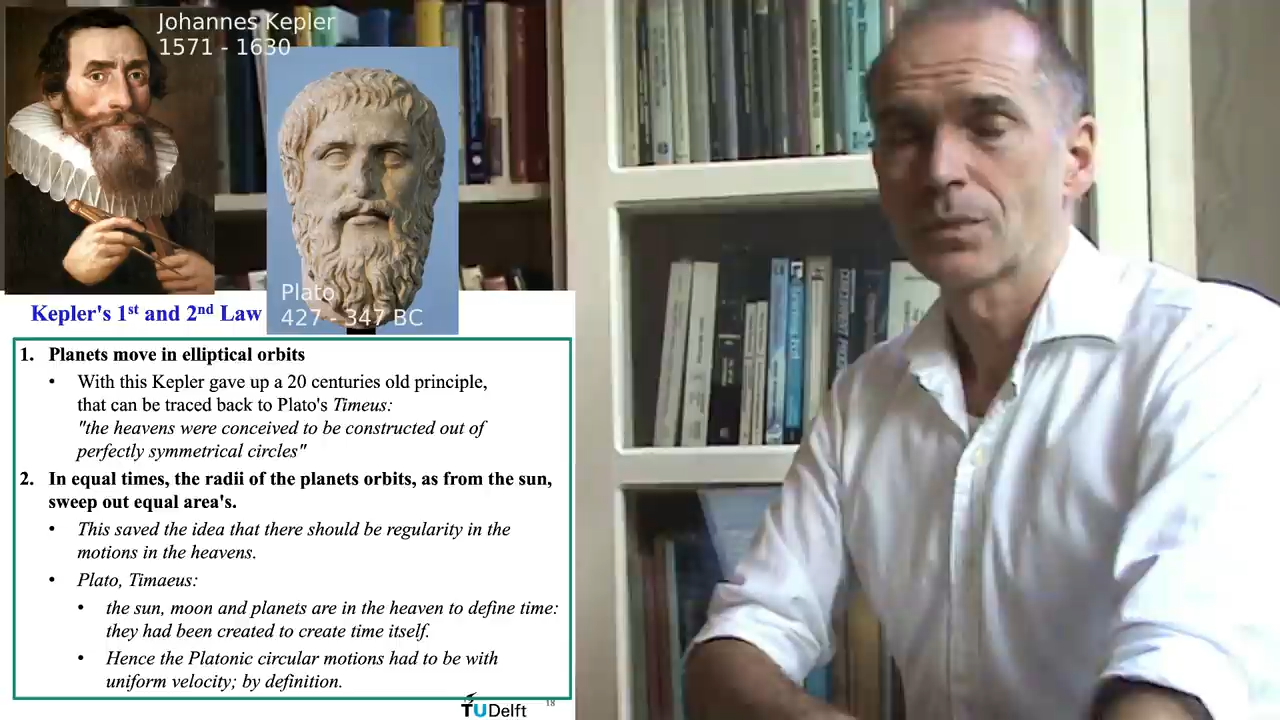 Johannes Kepler
1571 - 1630
Plato
427 - 347 BC
Kepler's 1st and 2nd Law
1. Planets move in elliptical orbits
• With this Kepler gave up a 20 centuries old principle,
that can be traced back to Plato's Timeus:
"the heavens were conceived to be constructed out of
perfectly symmetrical circles"
2. In equal times, the radii of the planets orbits, as from the sun,
sweep out equal area's.
• This saved the idea that there should be regularity in the
motions in the heavens.
• Plato, Timaeus:
• the sun, moon and planets are in the heaven to define time:
they had been created to create time itself.
• Hence the Platonic circular motions had to be with
uniform velocity; by definition.
TUDelft
18